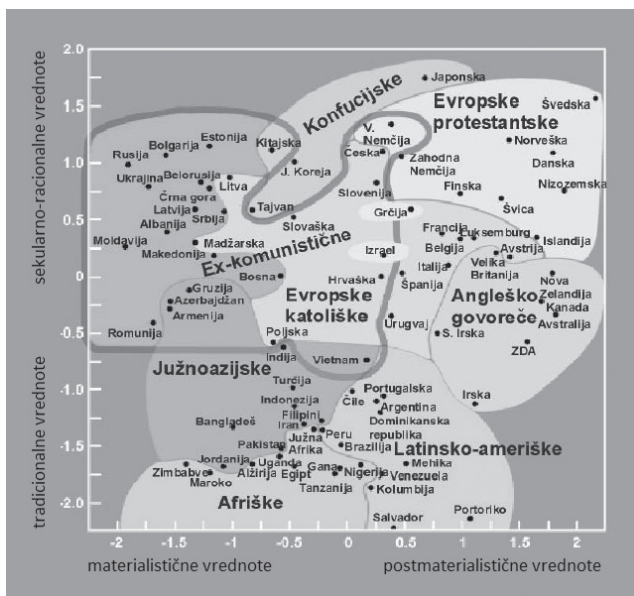 2.0
1.5
1.0
0.5
0
-0.5
-1.0
-1.5
-2.0
sekularno-racionalne vrednote
tradicionalne vrednote
Japonska
Konfucijske
Evropske
protestantske
Švedska
V.
Nemčija
Estonija
Bolgarija
Kitajska
Rusija
Norveška
Češka
Zahodna
Nemčija
Danska
J. Koreja
Belorusija
Ukrajina
Litva
Slovenija
Finska
Nizozemska
Črna gora
Latvija
Srbija
Tajvan
Grčija
Švica
Albanija
Slovaška
Francija
Luksemburg
Islandija
Moldavija
Madžarska
Belgija
Avstrija
Makedonija
Ex-komunistične
Izrael
Italija
Velika
Britanija
Bosna
Hrvaška
Španija
Nova
Zelandija
Gruzija
Evropske
katoliške
Angleško
govoreče
Azerbajdžan
Kanada
Armenija
Urugvaj
Avstralija
Romunija
S. Irska
ZDA
Poljska
Indija
Vietnam
Južnoazijske
Turčija
Čile
Portugalska
Irska
Indonezija
Argentina
Filipini
Dominikanska
republika
Bangladeš
Iran
Peru
Južna
Afrika
Brazilija
Latinsko-ameriške
Pakistan
Jordanija
Uganda
Gana
Mehika
Zimbabve
Alžirija
Egipt
Nigerija
Venezuela
Maroko
Tanzanija
Kolumbija
Afriške
Salvador
Portoriko
-2
-1.5
-1.0
-0.5
0
0.5
1.0
1.5
2
materialistične vrednote
postmaterialistične vrednote